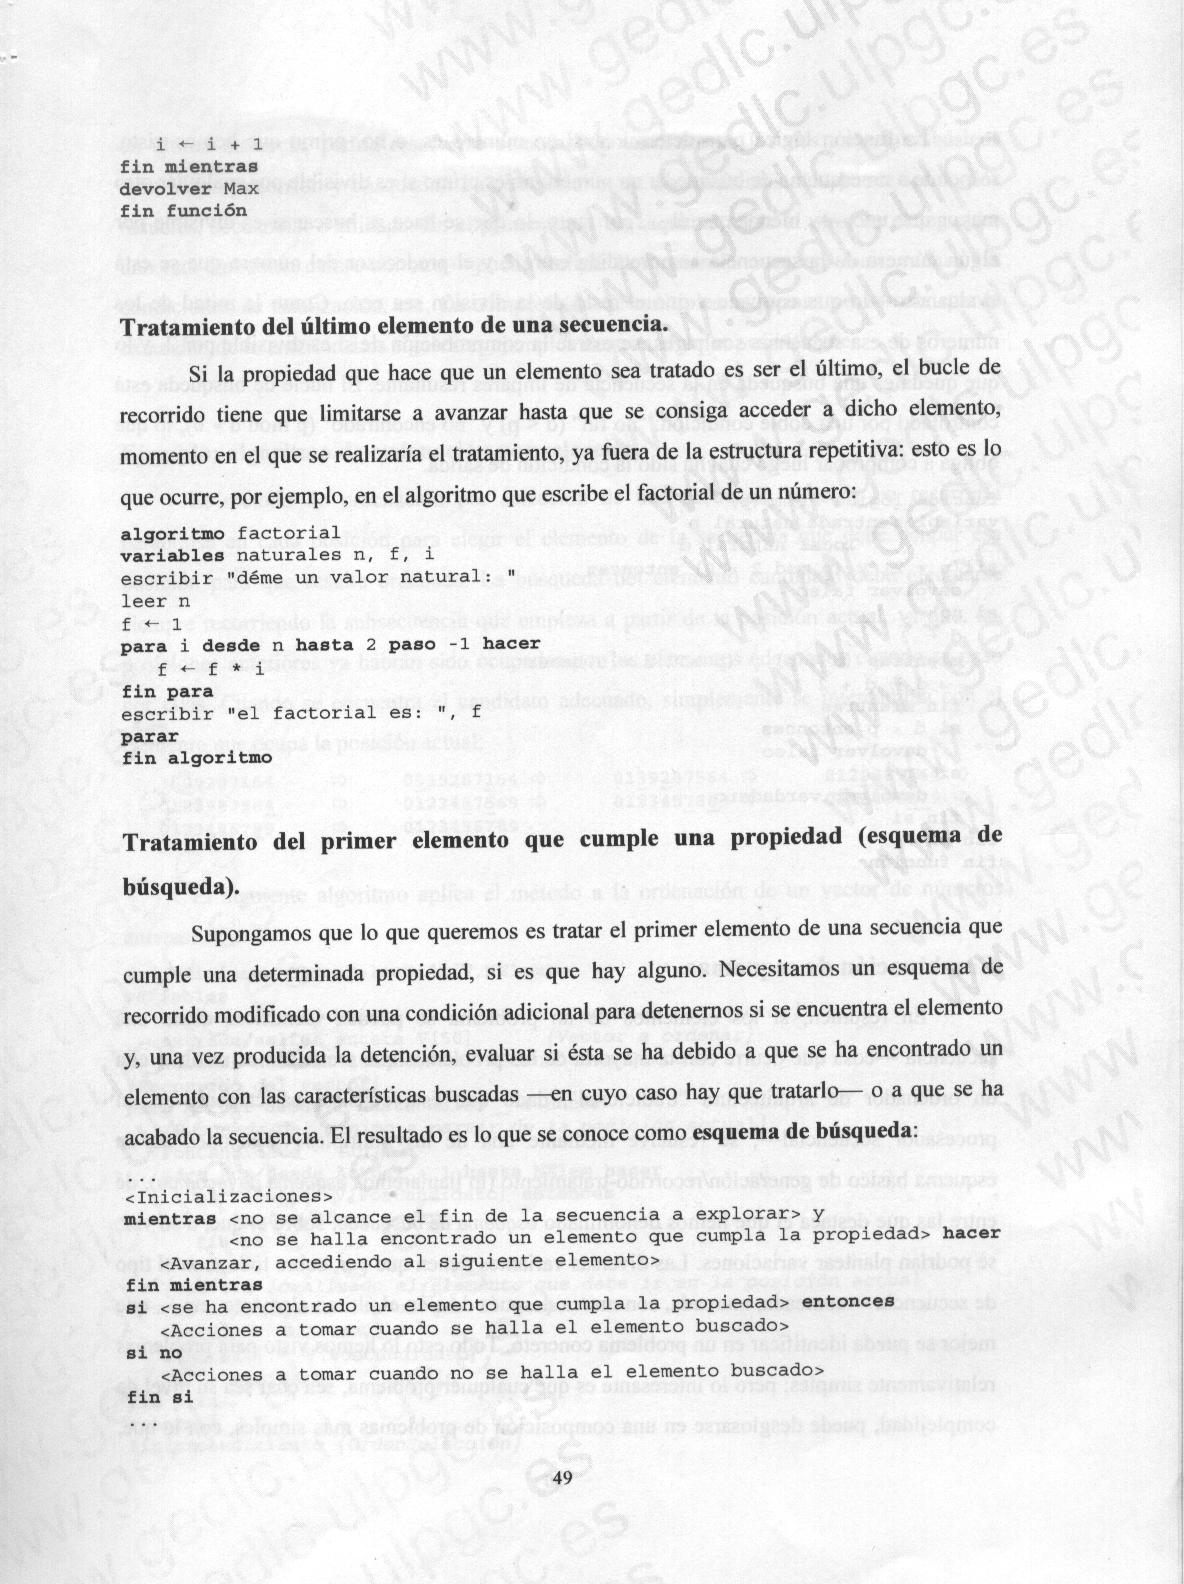 i ← i + 1
fin mientras
devolver Max
fin función
Tratamiento del último elemento de una secuencia.
Si la propiedad que hace que un elemento sea tratado es ser el último, el bucle de
recorrido tiene que limitarse a avanzar hasta que se consiga acceder a dicho elemento,
momento en el que se realizaría el tratamiento, ya fuera de la estructura repetitiva: esto es lo
que ocurre, por ejemplo, en el algoritmo que escribe el factorial de un número:
algoritmo factorial
variables naturales n, f, i
escribir "déme un valor natural: "
leer n
f ← 1
para i desde n hasta 2 paso -1 hacer
f ← f * i
fin para
escribir "el factorial es: ", f
parar
fin algoritmo
Tratamiento del primer elemento que cumple una propiedad (esquema de
búsqueda).
Supongamos que lo que queremos es tratar el primer elemento de una secuencia que
cumple una determinada propiedad, si es que hay alguno. Necesitamos un esquema de
recorrido modificado con una condición adicional para detenernos si se encuentra el elemento
y, una vez producida la detención, evaluar si ésta se ha debido a que se ha encontrado un
elemento con las características buscadas —en cuyo caso hay que tratarlo— o a que se ha
acabado la secuencia. El resultado es lo que se conoce como esquema de búsqueda:
...
<Inicializaciones>
mientras <no se alcance el fin de la secuencia a explorar> y
<no se halla encontrado un elemento que cumpla la propiedad> hacer
<Avanzar, accediendo al siguiente elemento>
fin mientras
si <se ha encontrado un elemento que cumpla la propiedad> entonces
<Acciones a tomar cuando se halla el elemento buscado>
si no
<Acciones a tomar cuando no se halla el elemento buscado>
fin si
...
49
www.gedlc.ulpgc.es